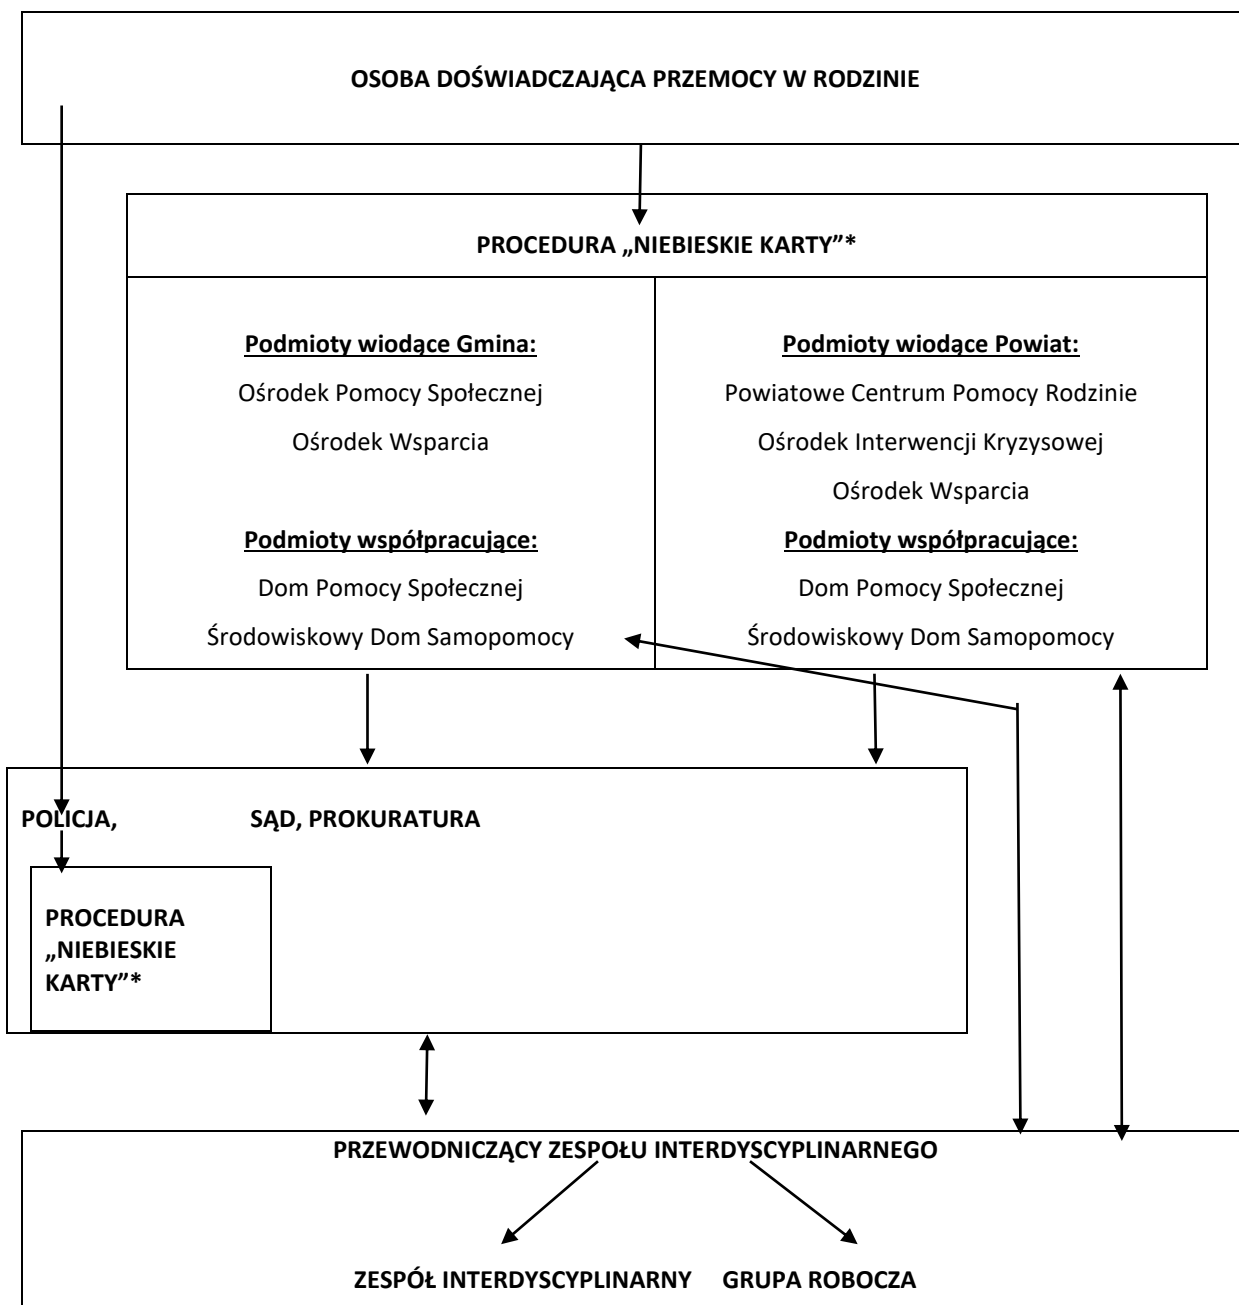 OSOBA DOŚWIADCZAJĄCA PRZEMOCY W RODZINIE
PROCEDURA „NIEBIESKIE KARTY”*
Podmioty wiodące Gmina:
Ośrodek Pomocy Społecznej
Ośrodek Wsparcia
Podmioty współpracujące:
Dom Pomocy Społecznej
Środowiskowy Dom Samopomocy
Podmioty wiodące Powiat:
Powiatowe Centrum Pomocy Rodzinie
Ośrodek Interwencji Kryzysowej
Ośrodek Wsparcia
Podmioty współpracujące:
Dom Pomocy Społecznej
Środowiskowy Dom Samopomocy
POLICJA, SĄD, PROKURATURA
PROCEDURA
„NIEBIESKIE
KARTY”*
PRZEWODNICZĄCY ZESPOŁU INTERDYSCYPLINARNEGO
ZESPÓŁ INTERDYSCYPLINARNY GRUPA ROBOCZA